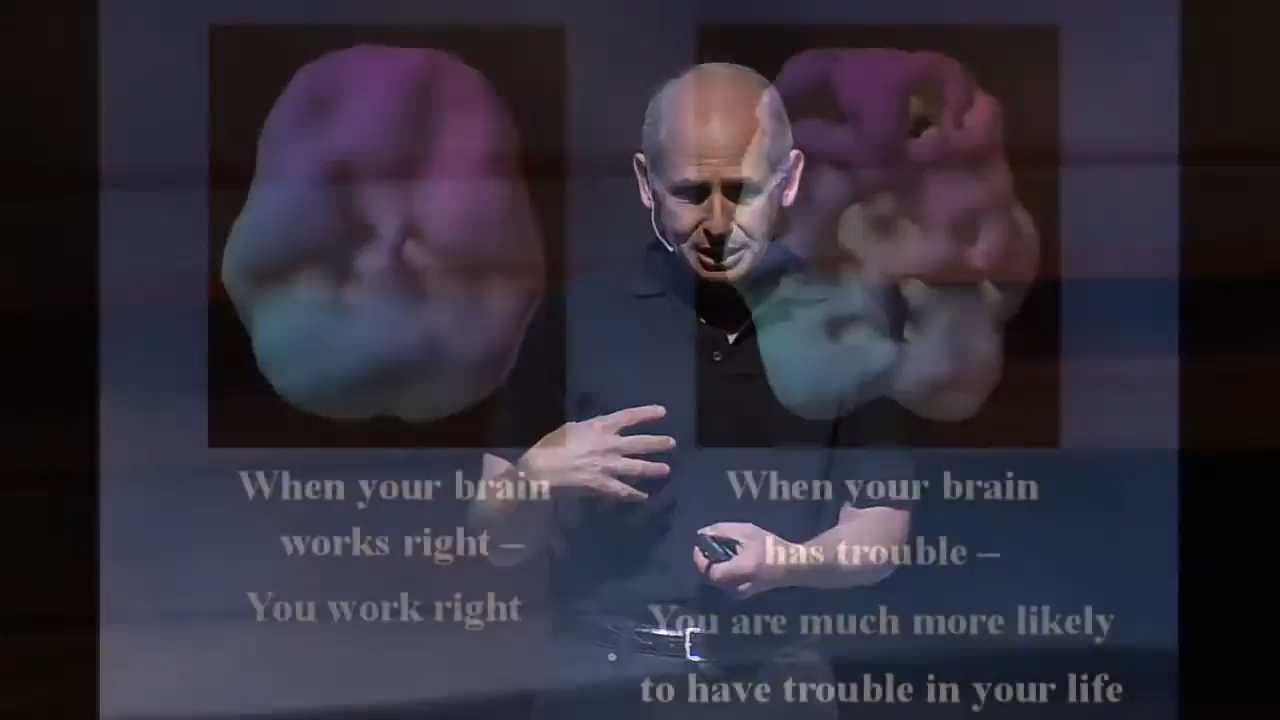 When your brain
works right –
You work right
When your brain
has trouble –
You are much more likely
to have trouble in your life